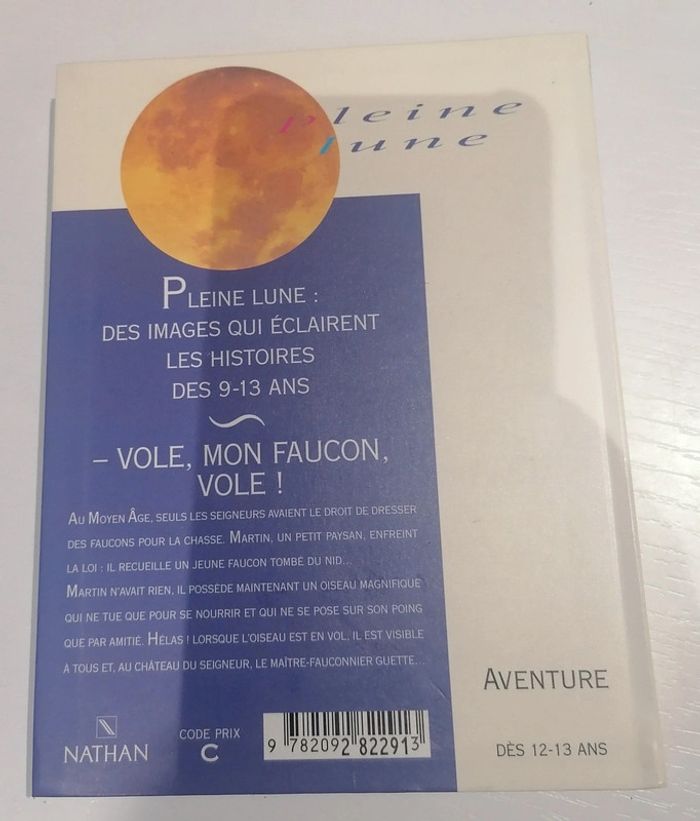 Pleine
lune
PLEINE LUNE :
DES IMAGES QUI ÉCLAIRENT
LES HISTOIRES
DES 9-13 ANS
– VOLE, MON FAUCON,
VOLE !
AU MOYEN ÂGE, SEULS LES SEIGNEURS AVAIENT LE DROIT DE DRESSER
DES FAUCONS POUR LA CHASSE. MARTIN, UN PETIT PAYSAN, ENFREINT
LA LOI : IL RECUEILLE UN JEUNE FAUCON TOMBÉ DU NID...
MARTIN N'AVAIT RIEN, IL POSSÈDE MAINTENANT UN OISEAU MAGNIFIQUE
QUI NE TUE QUE POUR SE NOURRIR ET QUI NE SE POSE SUR SON POING
QUE PAR AMITIÉ. HÉLAS ! LORSQUE L'OISEAU EST EN VOL, IL EST VISIBLE
À TOUS ET, AU CHÂTEAU DU SEIGNEUR, LE MAÎTRE-FAUCONNIER GUETTE...
AVENTURE
DÈS 12-13 ANS
NATHAN
CODE PRIX
C
9 782092 822913